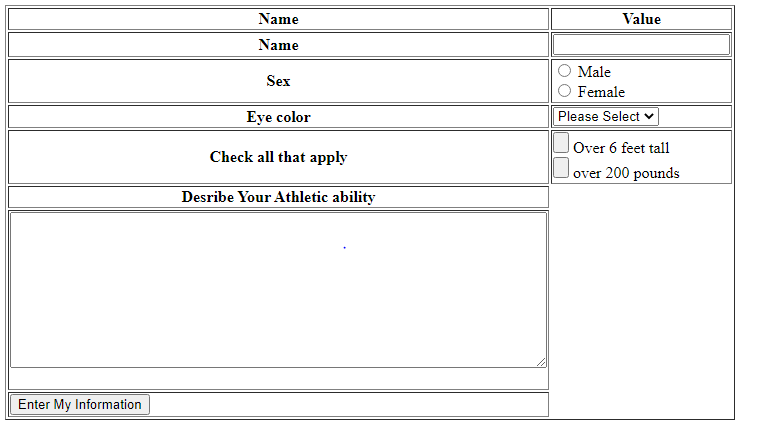 Name Value
Name
Sex
Male
Female
Eye color Please Select
Check all that apply
Over 6 feet tall
over 200 pounds
Desribe Your Athletic ability
Enter My Information